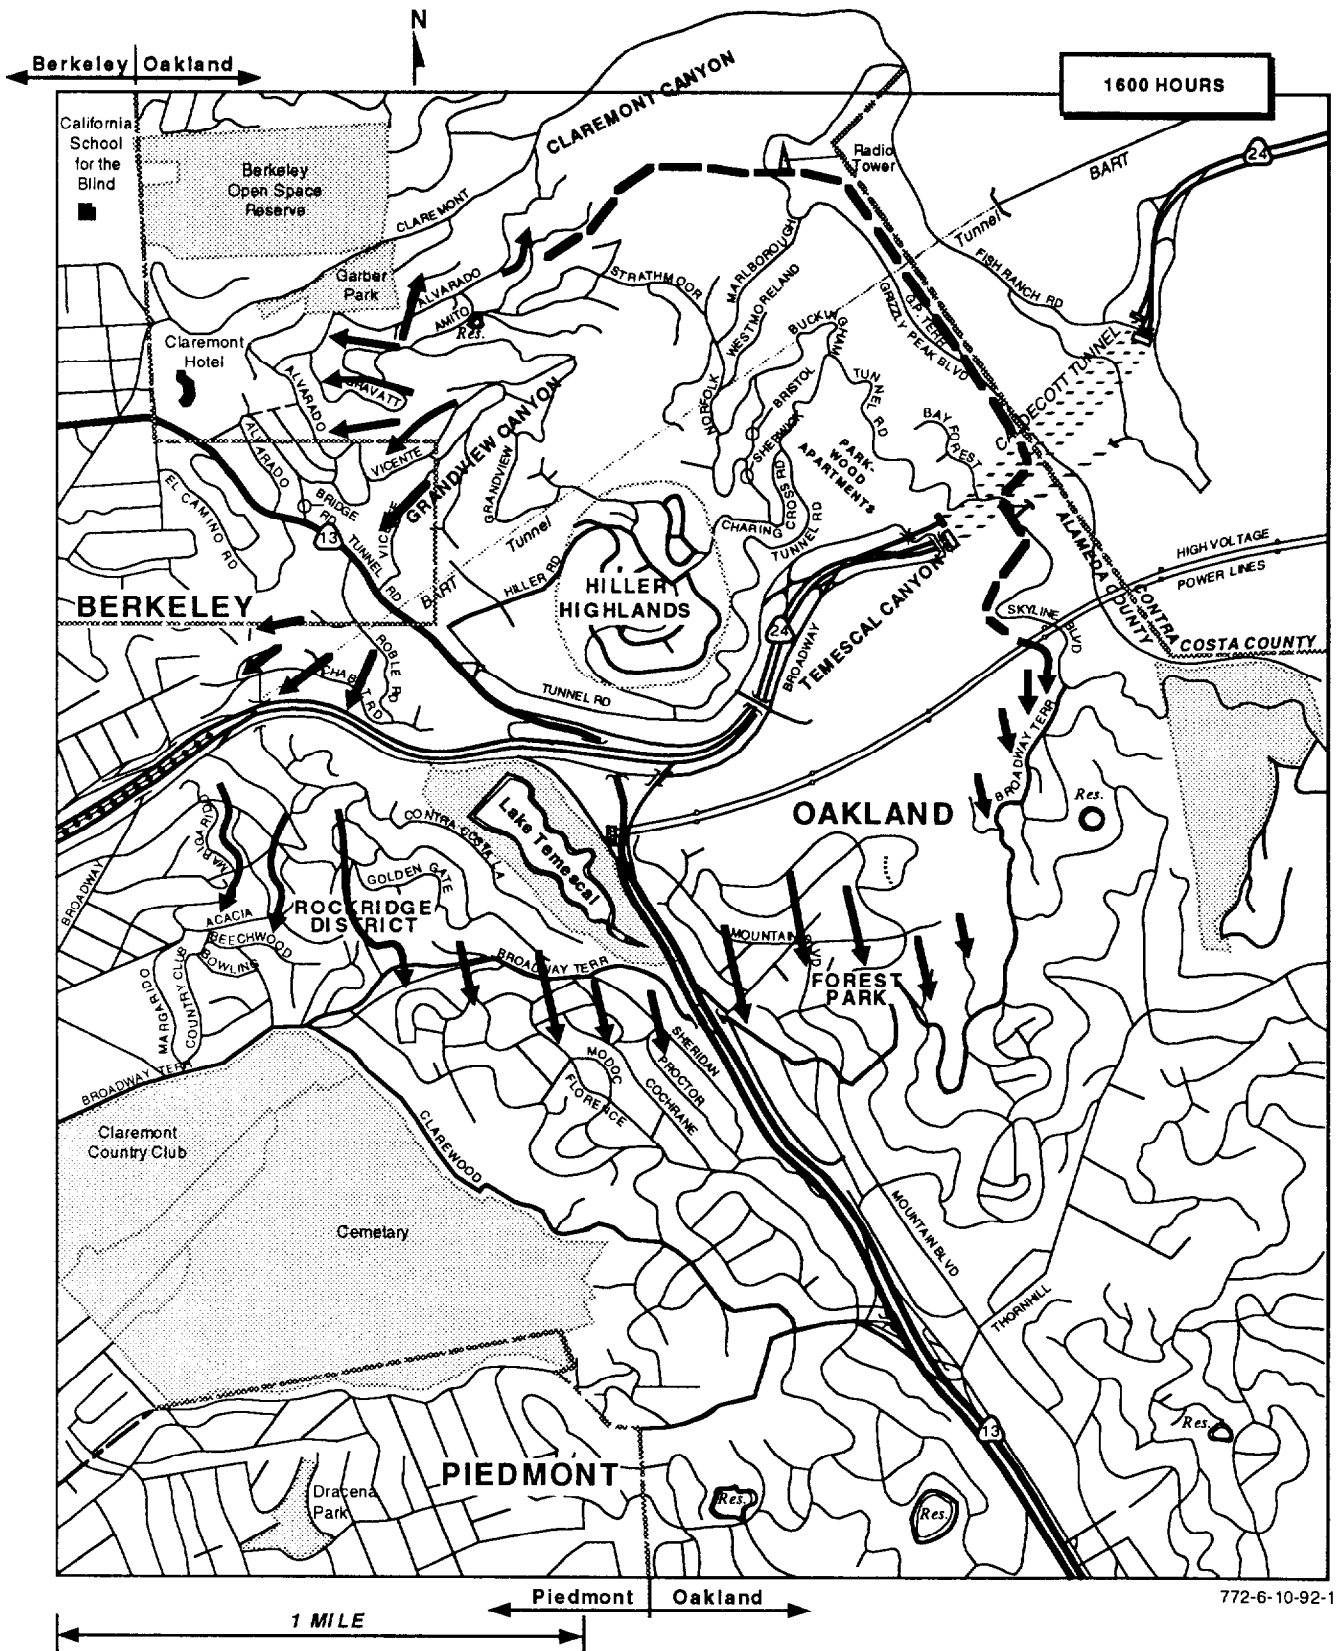 N
Berkeley Oakland
1600 HOURS
California
School
for the
Blind
Berkeley
Open Space
Reserve
CLAREMONT CANYON
Radio
Tower
BART
24
Tunnel
CLAREMONT
Garber
Park
ALVARADO
AMITO
Res.
STRATHMOOR
MARLBOROUGH
WESTMORELAND
FISH RANCH RD
GRIZZLY PEAK BLVD
G.P. TERR
BUCKINGHAM
Claremont
Hotel
ALVARADO
GRAVATT
NORFOLK
BRISTOL
SHERWICK
TUNNEL RD
BAY FOREST
CALDECOTT TUNNEL
PARK-
WOOD
APARTMENTS
ALVARADO
VICENTE
GRANDVIEW CANYON
GRANDVIEW
EL CAMINO RD
BRIDGE
RD
13
TUNNEL RD
VICENTE
Tunnel
BART
CHARING CROSS RD
TUNNEL RD
HILLER RD
HILLER
HIGHLANDS
24
BROADWAY
TEMESCAL CANYON
HIGH VOLTAGE
POWER LINES
ALAMEDA COUNTY
CONTRA
COSTA COUNTY
SKYLINE BLVD
BERKELEY
ROBLE RD
CHABOT RD
TUNNEL RD
BROADWAY TERR
OAKLAND
Res.
Lake Temescal
CONTRA COSTA LA
GOLDEN GATE
MARGARIDO
BROADWAY
ROCKRIDGE
DISTRICT
ACACIA
BEECHWOOD
BOWLING
MARGARIDO
COUNTRY CLUB
BROADWAY TERR
MOUNTAIN BLVD
FOREST
PARK
SHERIDAN
PROCTOR
MODOC
COCHRANE
FLORENCE
BROADWAY TERR
Claremont
Country Club
CLAREWOOD
Cemetary
MOUNTAIN BLVD
THORNHILL
13
Res.
PIEDMONT
Dracena
Park
Res.
Res.
Piedmont Oakland
772-6-10-92-1
1 MILE